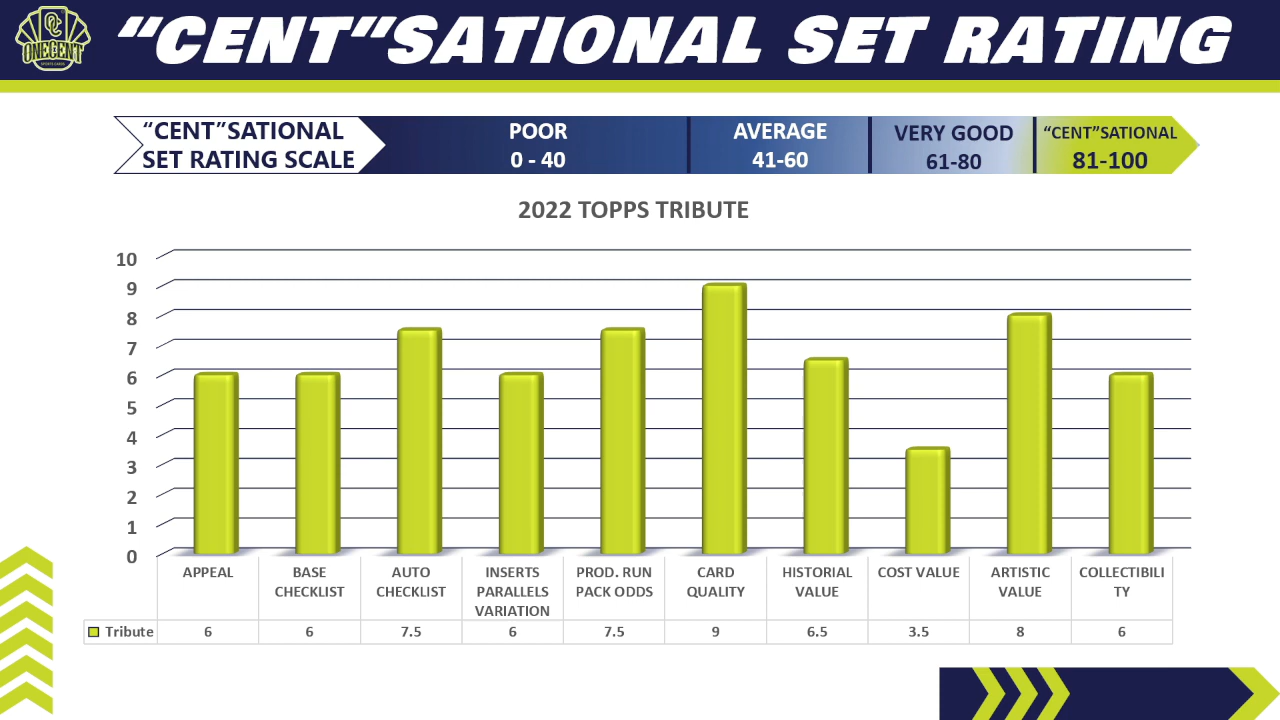 OC
ONECENT
SPORTS CARDS
“CENT”SATIONAL SET RATING
“CENT”SATIONAL
SET RATING SCALE
POOR
0 - 40
AVERAGE
41-60
VERY GOOD
61-80
“CENT”SATIONAL
81-100
2022 TOPPS TRIBUTE
10
9
8
7
6
5
4
3
2
1
0
APPEAL
BASE
CHECKLIST
AUTO
CHECKLIST
INSERTS
PARALLELS
VARIATION
PROD. RUN
PACK ODDS
CARD
QUALITY
HISTORIAL
VALUE
COST VALUE
ARTISTIC
VALUE
COLLECTIBILI
TY
Tribute 6 6 7.5 6 7.5 9 6.5 3.5 8 6